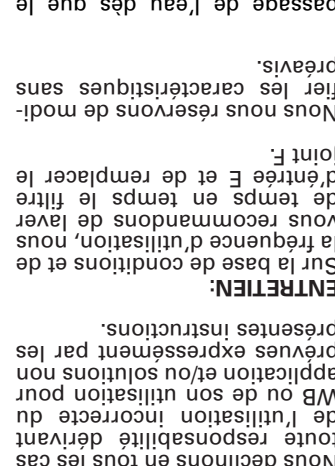 Nous déclinons en tous les cas
toute responsabilité dérivant
de l'utilisation incorrecte du
WB ou de son utilisation pour
application et/ou solutions non
prévues expressément par les
présentes instructions.
ENTRETIEN:
Sur la base de conditions et de
la fréquence d'utilisation, nous
vous recommandons de laver
de temps en temps le filtre
d'éntrée E et de remplacer le
joint F.
Nous nous réservons de modi-
fier les caractéristiques sans
préavis.
passage de l'eau dès que le